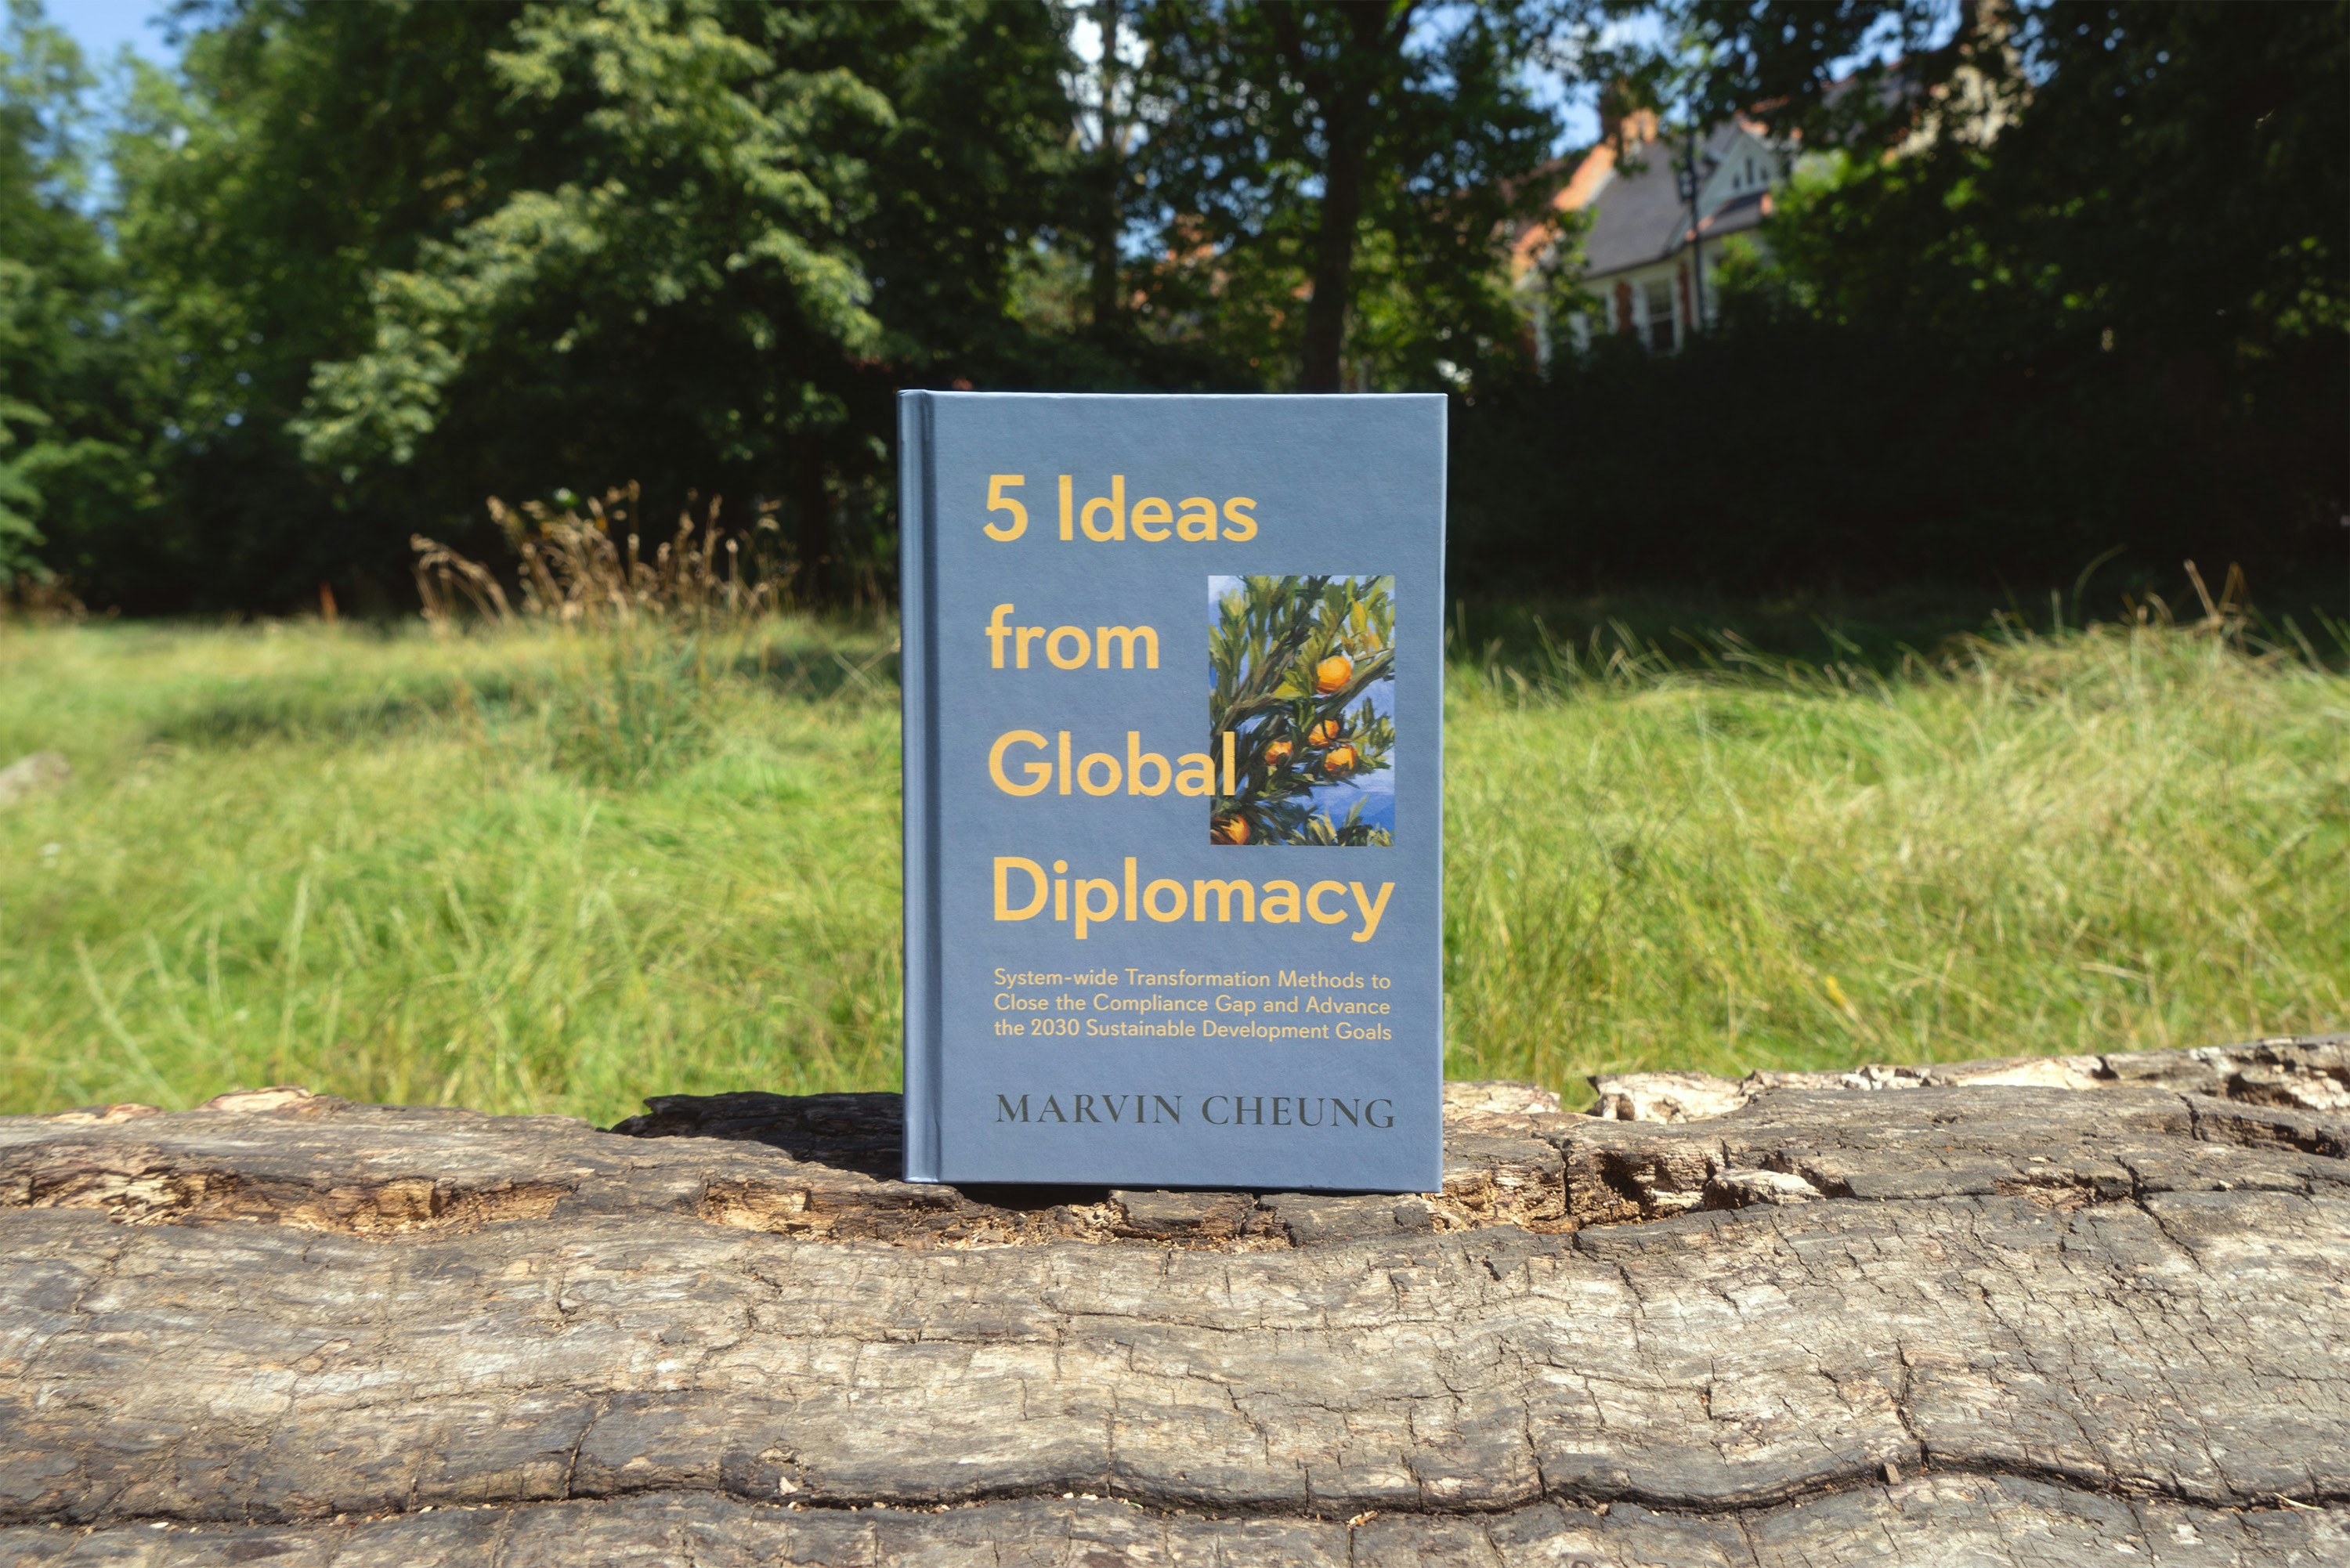 5 Ideas
from
Global
Diplomacy
System-wide Transformation Methods to
Close the Compliance Gap and Advance
the 2030 Sustainable Development Goals
MARVIN CHEUNG